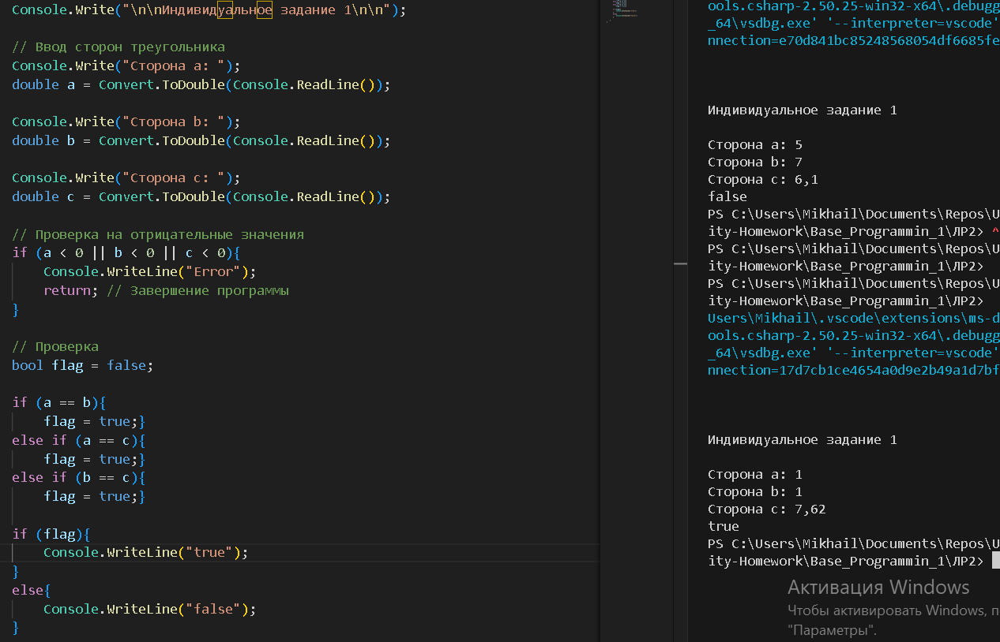 Console.Write("\n\nИндивидуальное задание 1\n\n");
// Ввод сторон треугольника
Console.Write("Сторона a: ");
double a = Convert.ToDouble(Console.ReadLine());
Console.Write("Сторона b: ");
double b = Convert.ToDouble(Console.ReadLine());
Console.Write("Сторона c: ");
double c = Convert.ToDouble(Console.ReadLine());
// Проверка на отрицательные значения
if (a < 0 || b < 0 || c < 0){
    Console.WriteLine("Error");
    return; // Завершение программы
}
// Проверка
bool flag = false;
if (a == b){
    flag = true;}
else if (a == c){
    flag = true;}
else if (b == c){
    flag = true;}
if (flag){
    Console.WriteLine("true");
}
else{
    Console.WriteLine("false");
}
ools.csharp-2.50.25-win32-x64\.debugg
_64\vsdbg.exe' '--interpreter=vscode'
nnection=e70d841bc85248568054df6685fe
Индивидуальное задание 1
Сторона a: 5
Сторона b: 7
Сторона c: 6,1
false
PS C:\Users\Mikhail\Documents\Repos\U
ity-Homework\Base_Programmin_1\ЛР2> ^
PS C:\Users\Mikhail\Documents\Repos\U
ity-Homework\Base_Programmin_1\ЛР2>
PS C:\Users\Mikhail\Documents\Repos\U
ity-Homework\Base_Programmin_1\ЛР2>
Users\Mikhail\.vscode\extensions\ms-d
ools.csharp-2.50.25-win32-x64\.debugg
_64\vsdbg.exe' '--interpreter=vscode'
nnection=17d7cb1ce4654a0d9e2b49a1d7bf
Индивидуальное задание 1
Сторона a: 1
Сторона b: 1
Сторона c: 7,62
true
PS C:\Users\Mikhail\Documents\Repos\U
ity-Homework\Base_Programmin_1\ЛР2>
Активация Windows
Чтобы активировать Windows, п
"Параметры".